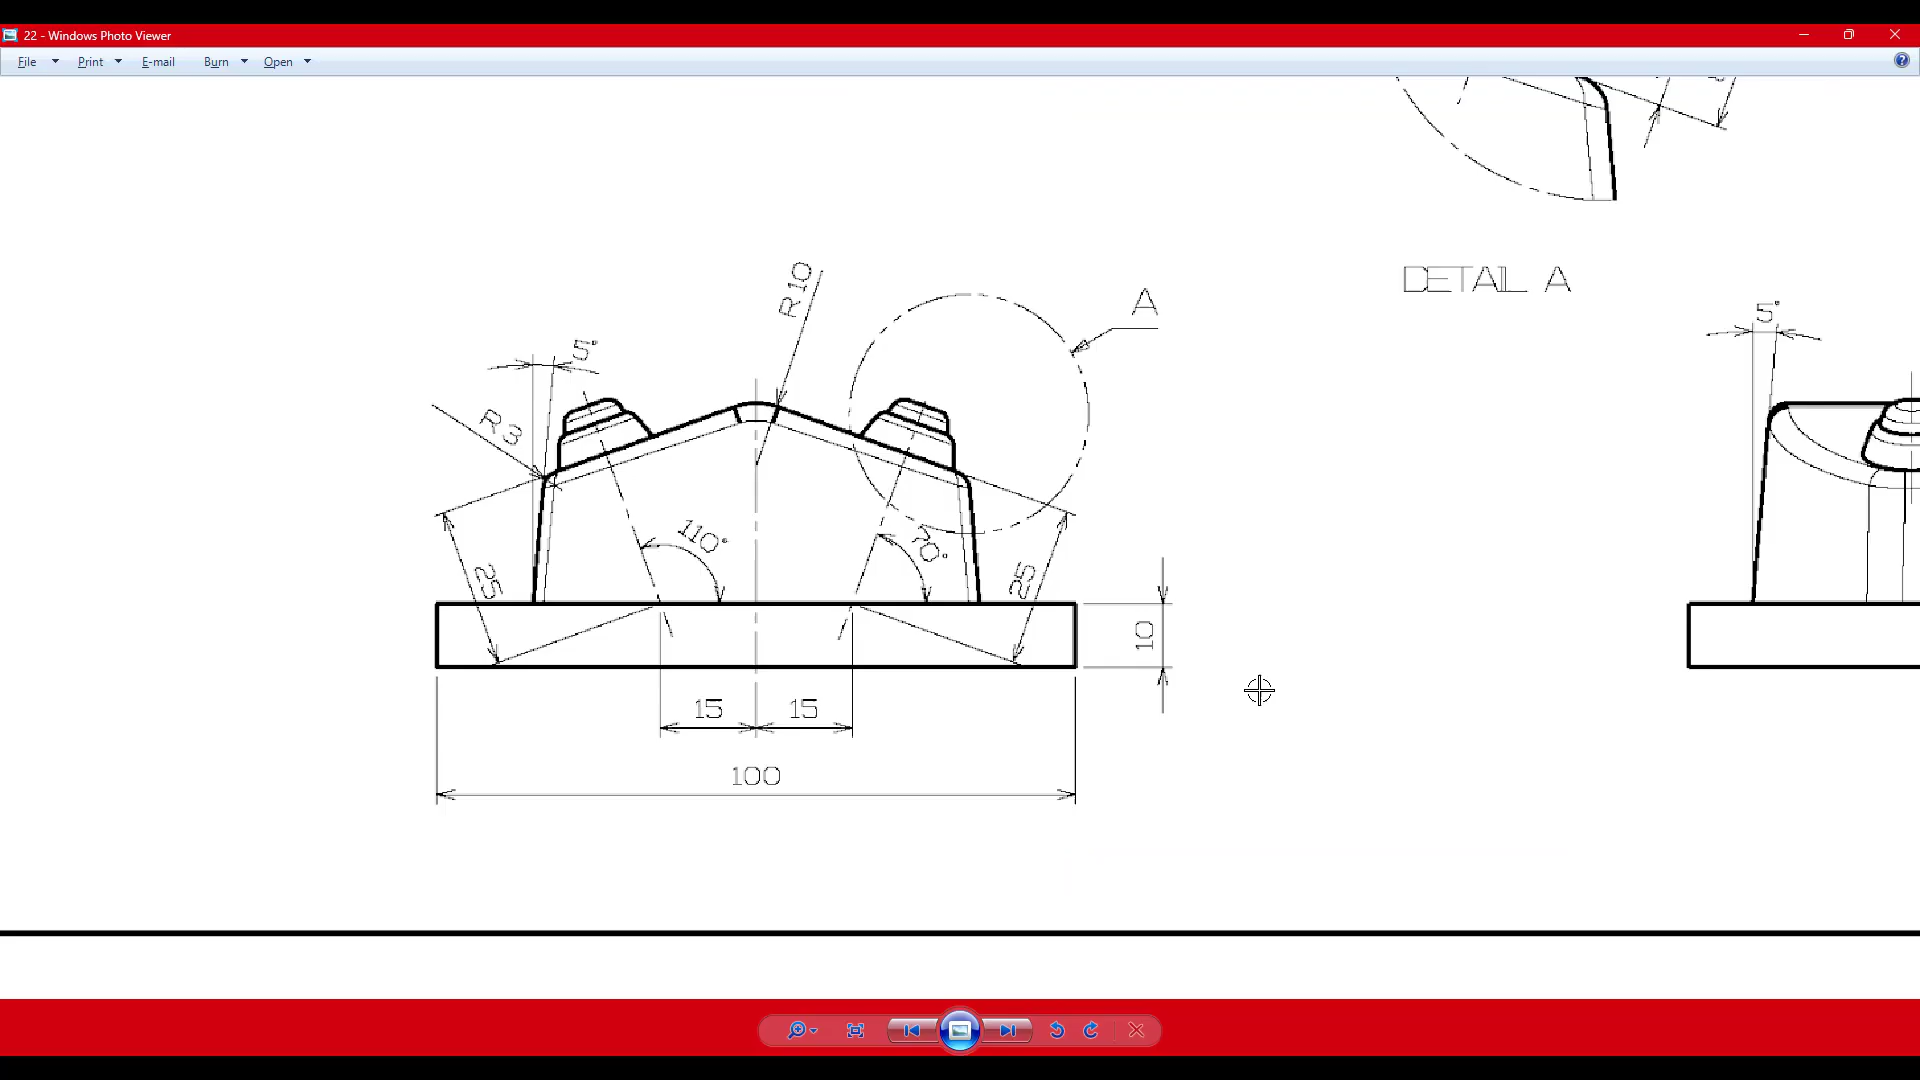 22 - Windows Photo Viewer
File Print E-mail Burn Open
R10
A
DETAIL A
5°
5°
R3
110°
70°
25
25
10
15 15
100